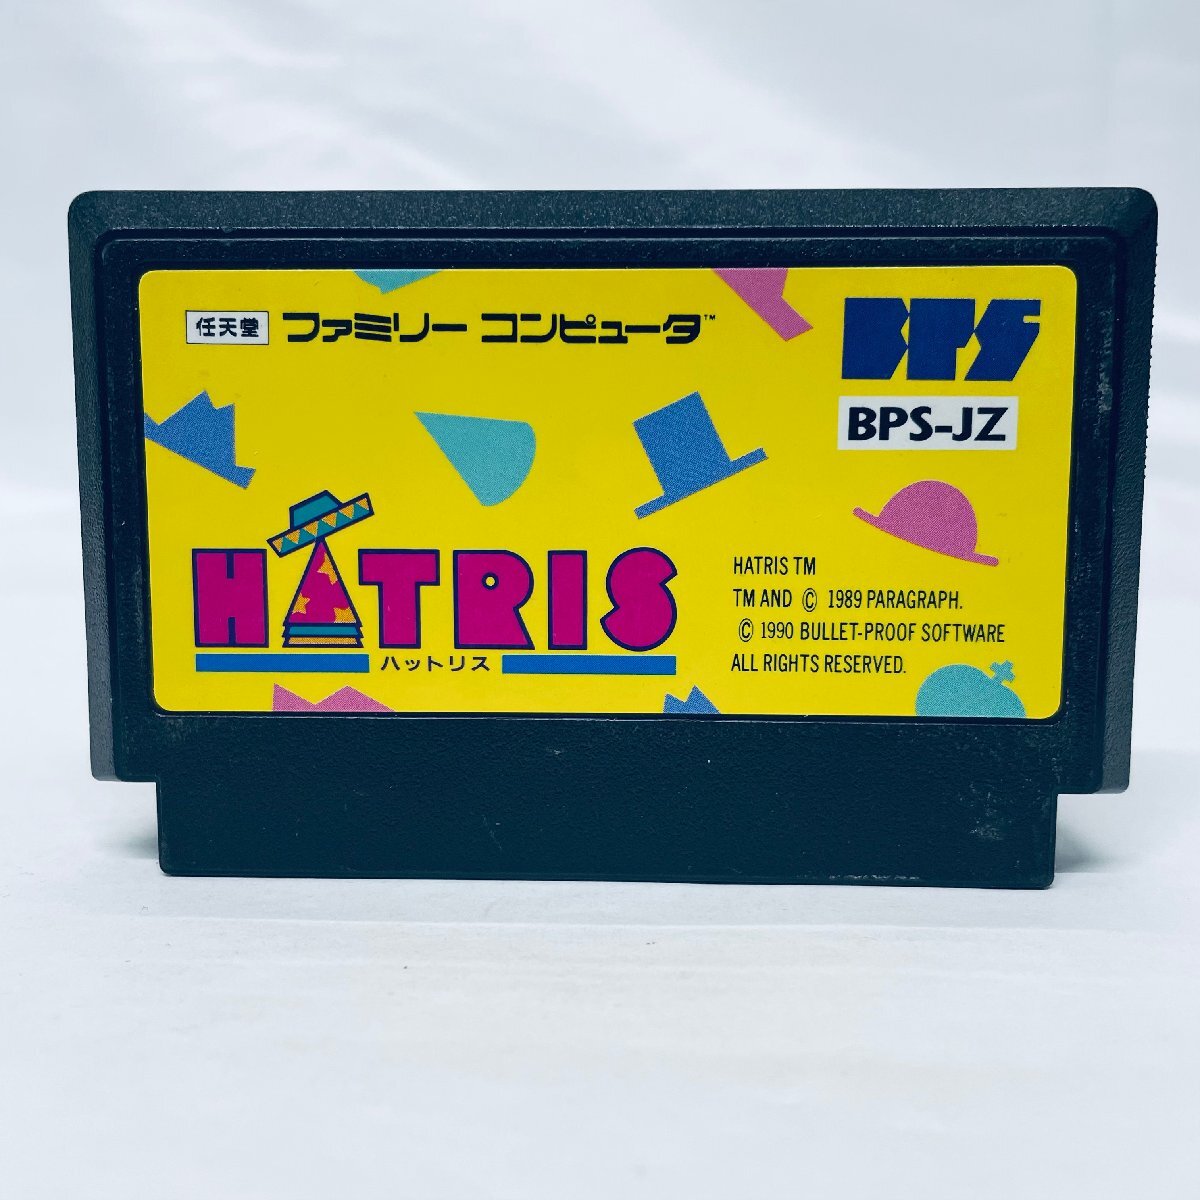 任天堂 ファミリー コンピュータ™
BPS
BPS-JZ
HATRIS
ハットリス
HATRIS TM
TM AND © 1989 PARAGRAPH.
© 1990 BULLET-PROOF SOFTWARE
ALL RIGHTS RESERVED.